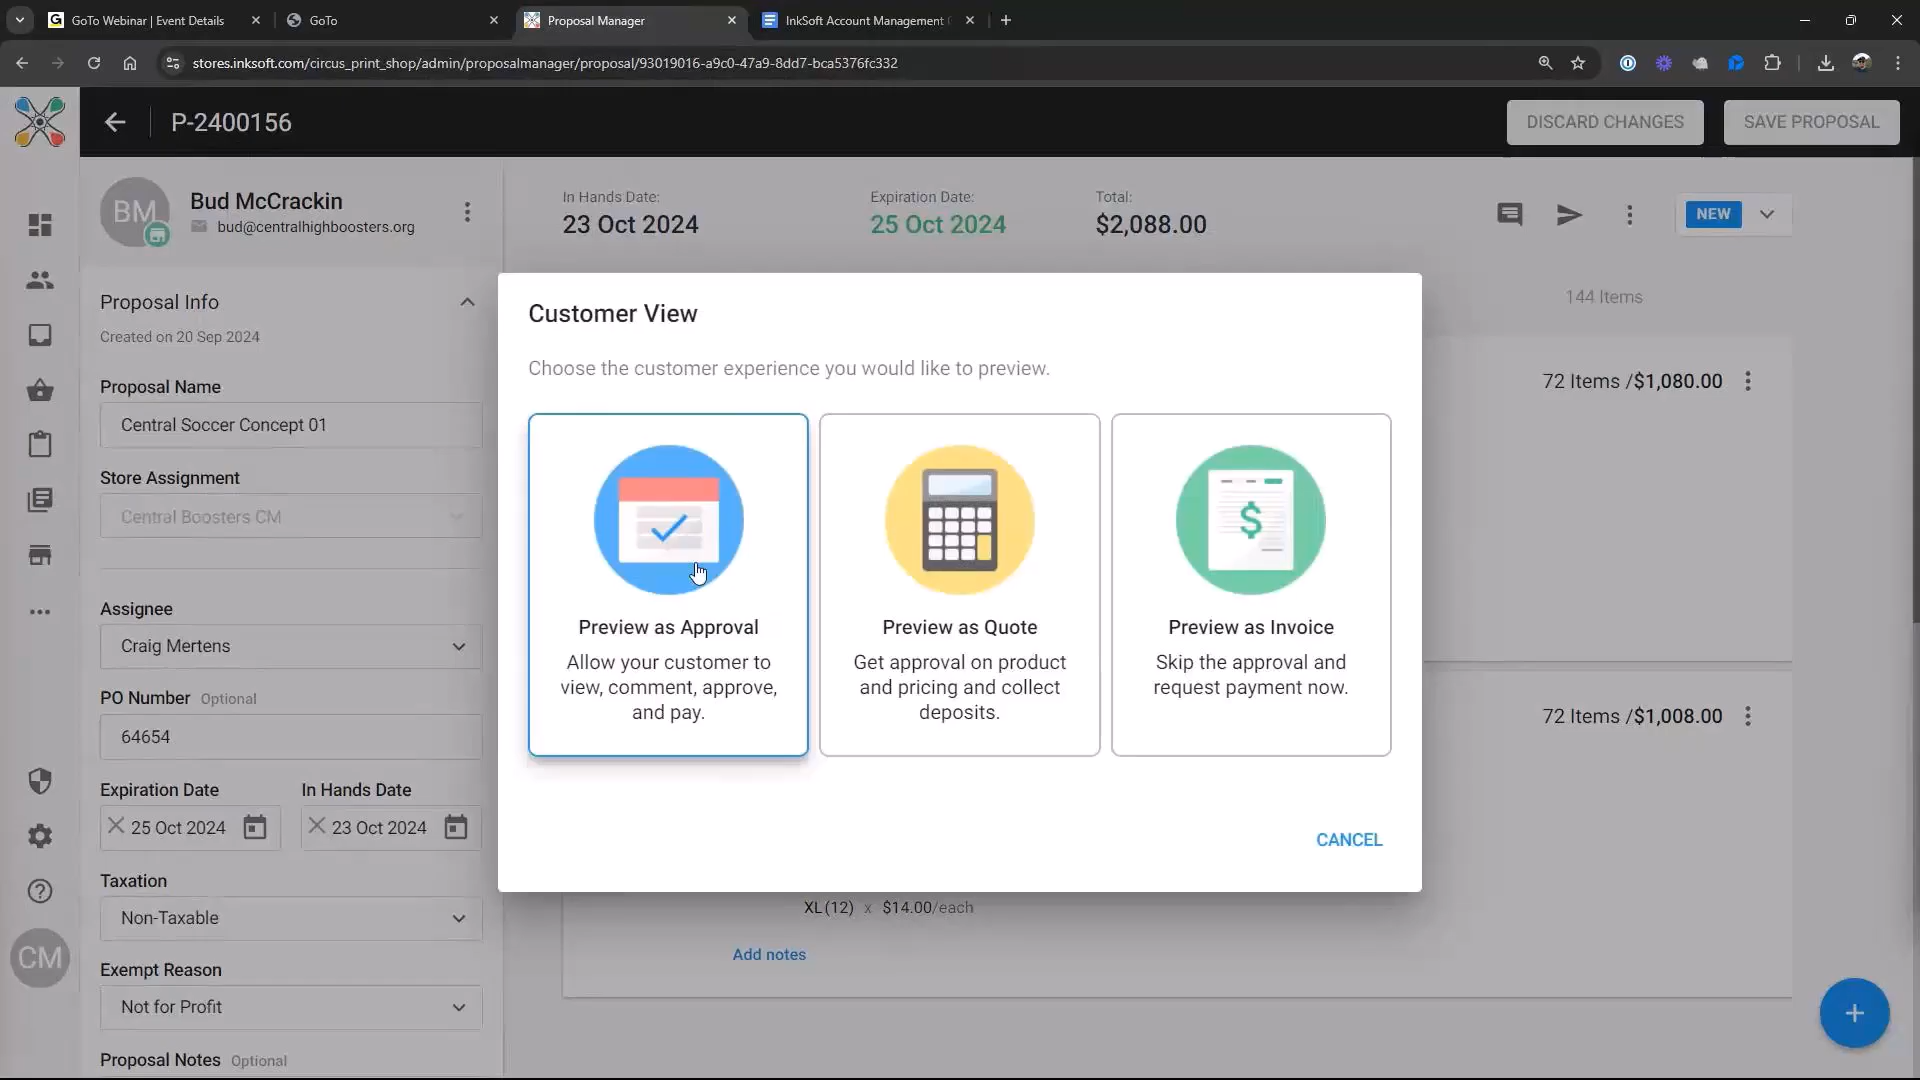 GoTo Webinar | Event Details
GoTo
Proposal Manager
InkSoft Account Management
stores.inksoft.com/circus_print_shop/admin/proposalmanager/proposal/93019016-a9c0-47a9-8dd7-bca5376fc332
P-2400156
DISCARD CHANGES
SAVE PROPOSAL
BM
Bud McCrackin
bud@centralhighboosters.org
In Hands Date:
23 Oct 2024
Expiration Date:
25 Oct 2024
Total:
$2,088.00
NEW
Proposal Info
Created on 20 Sep 2024
144 Items
Proposal Name
Central Soccer Concept 01
Store Assignment
Central Boosters CM
Assignee
Craig Mertens
PO Number Optional
64654
Expiration Date
25 Oct 2024
In Hands Date
23 Oct 2024
Taxation
Non-Taxable
Exempt Reason
Not for Profit
Proposal Notes Optional
CM
Customer View
Choose the customer experience you would like to preview.
Preview as Approval
Allow your customer to
view, comment, approve,
and pay.
Preview as Quote
Get approval on product
and pricing and collect
deposits.
$
Preview as Invoice
Skip the approval and
request payment now.
CANCEL
72 Items /$1,080.00
72 Items /$1,008.00
XL(12) x $14.00/each
Add notes